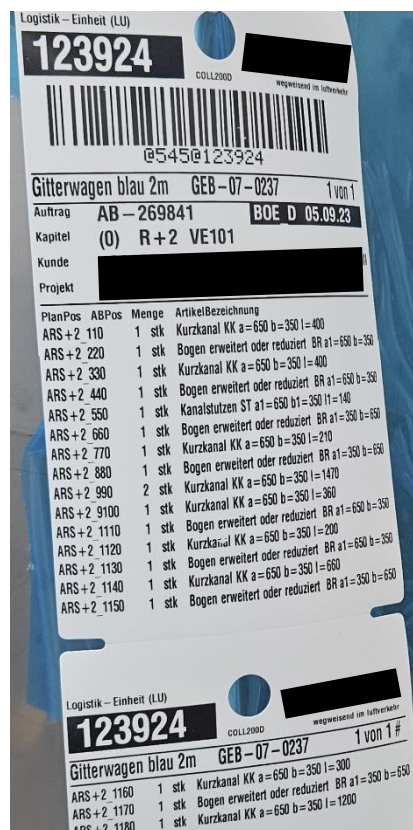 Logistik – Einheit (LU)
123924
COLL200D
wegweisend im luftverkehr
@545@123924
Gitterwagen blau 2m GEB-07-0237 1 von 1
Auftrag AB-269841 BOE_D 05.09.23
Kapitel (0) R+2 VE101
Kunde
Projekt
PlanPos ABPos Menge ArtikelBezeichnung
ARS+2_110 1 stk Kurzkanal KK a=650 b=350 l=400
ARS+2_220 1 stk Bogen erweitert oder reduziert BR a1=650 b=350
ARS+2_330 1 stk Kurzkanal KK a=650 b=350 l=400
ARS+2_440 1 stk Bogen erweitert oder reduziert BR a1=650 b=350
ARS+2_550 1 stk Kanalstutzen ST a1=650 b1=350 l1=140
ARS+2_660 1 stk Bogen erweitert oder reduziert BR a1=350 b=650
ARS+2_770 1 stk Kurzkanal KK a=650 b=350 l=210
ARS+2_880 1 stk Bogen erweitert oder reduziert BR a1=350 b=650
ARS+2_990 2 stk Kurzkanal KK a=650 b=350 l=1470
ARS+2_9100 1 stk Kurzkanal KK a=650 b=350 l=360
ARS+2_1110 1 stk Bogen erweitert oder reduziert BR a1=650 b=350
ARS+2_1120 1 stk Kurzkanal KK a=650 b=350 l=200
ARS+2_1130 1 stk Bogen erweitert oder reduziert BR a1=650 b=350
ARS+2_1140 1 stk Kurzkanal KK a=650 b=350 l=660
ARS+2_1150 1 stk Bogen erweitert oder reduziert BR a1=350 b=650
Logistik – Einheit (LU)
123924
COLL200D
wegweisend im luftverkehr
Gitterwagen blau 2m GEB-07-0237 1 von 1 #
ARS+2_1160 1 stk Kurzkanal KK a=650 b=350 l=300
ARS+2_1170 1 stk Bogen erweitert oder reduziert BR a1=350 b=650
ARS+2_1180 1 stk Kurzkanal KK a=650 b=350 l=1200